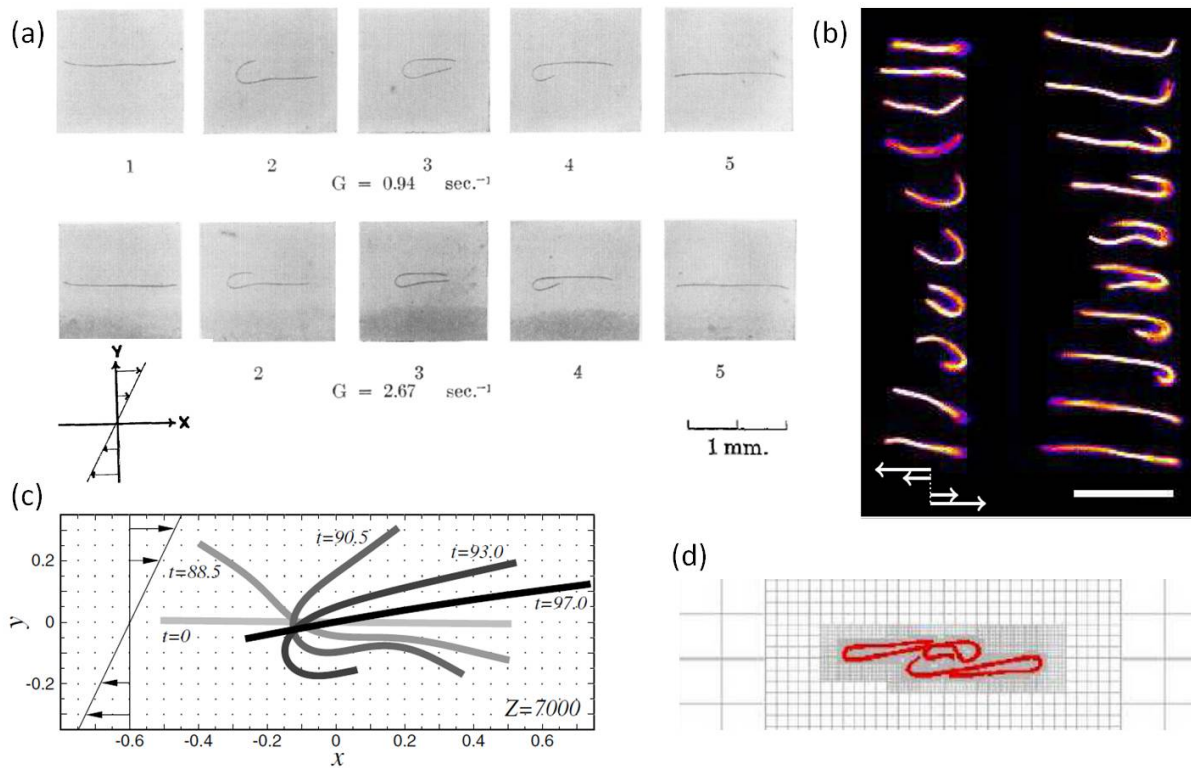 (a)
1 2 3 4 5
G = 0.94 sec.⁻¹
2 3 4 5
G = 2.67 sec.⁻¹
Y
X
1 mm.
(b)
(c)
0.2
0
-0.2
y
t=88.5
t=90.5
t=93.0
t=97.0
t=0
Z=7000
-0.6 -0.4 -0.2 0 0.2 0.4 0.6
x
(d)